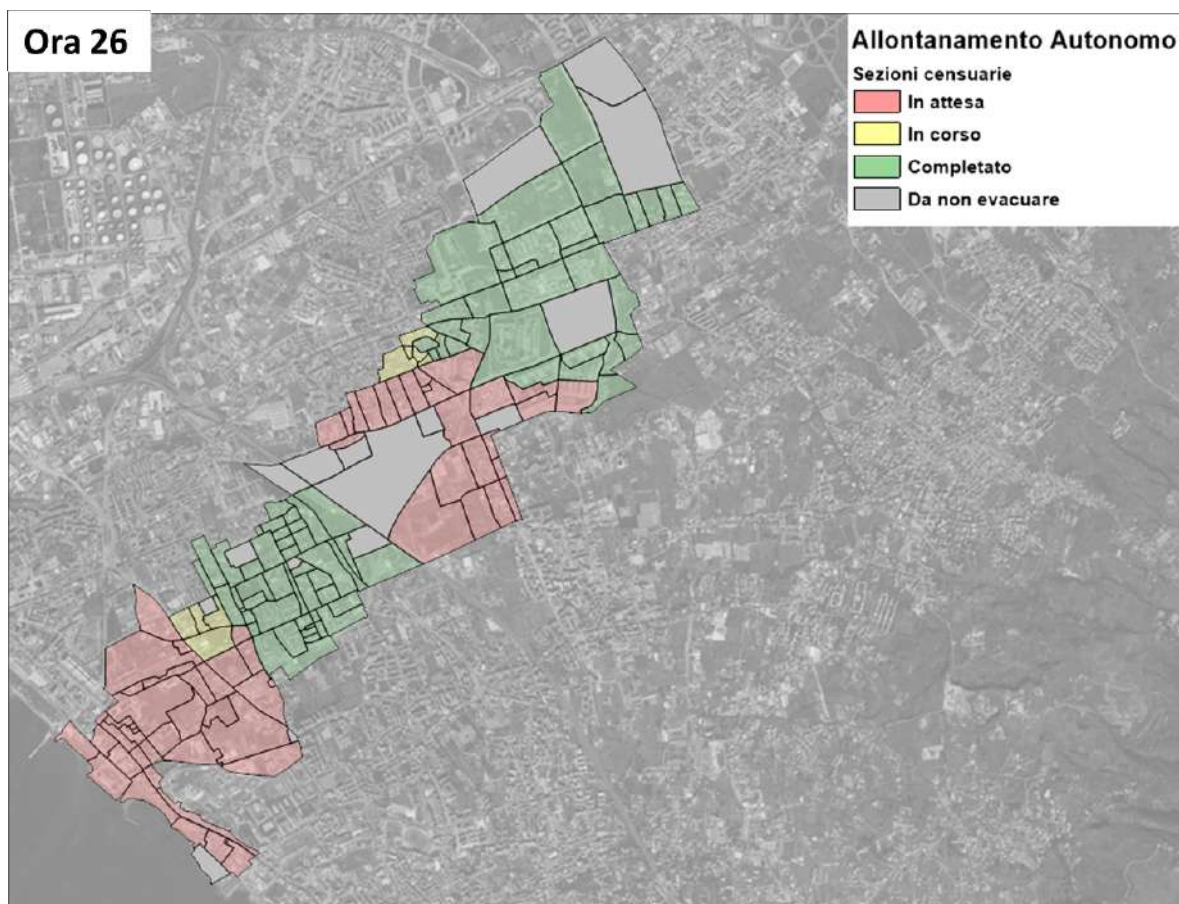 Ora 26
Allontanamento Autonomo
Sezioni censuarie
In attesa
In corso
Completato
Da non evacuare